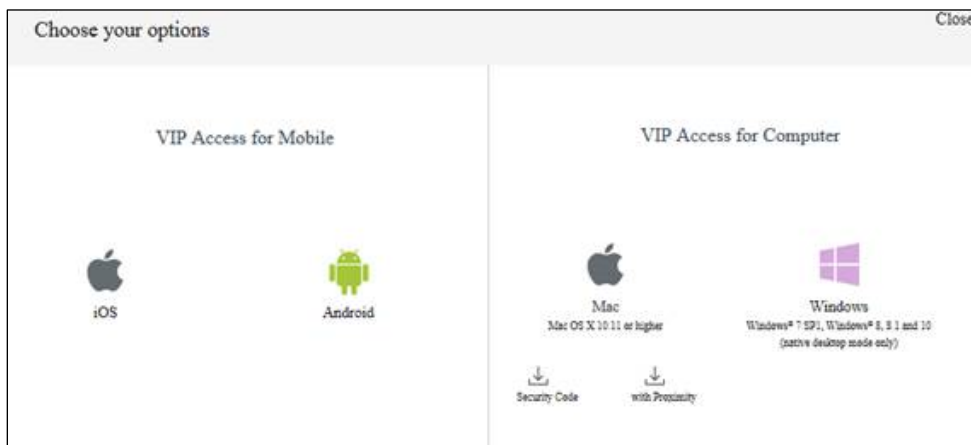 Choose your options
Close
VIP Access for Mobile
VIP Access for Computer
iOS
Android
Mac
Mac OS X 10.11 or higher
Windows
Windows® 7 SP1, Windows® 8, 8.1 and 10
(native desktop mode only)
Security Code
with Proximity